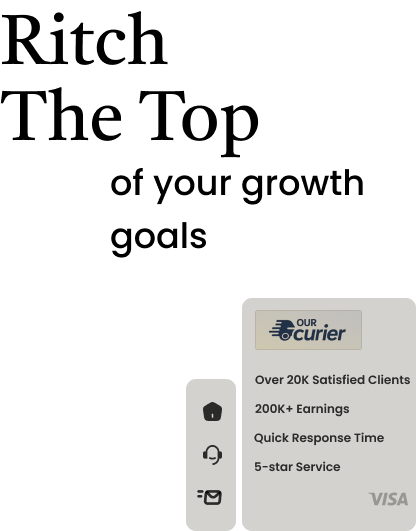 Ritch
The Top
of your growth
goals
OUR
curier
Over 20K Satisfied Clients
200K+ Earnings
Quick Response Time
5-star Service
VISA